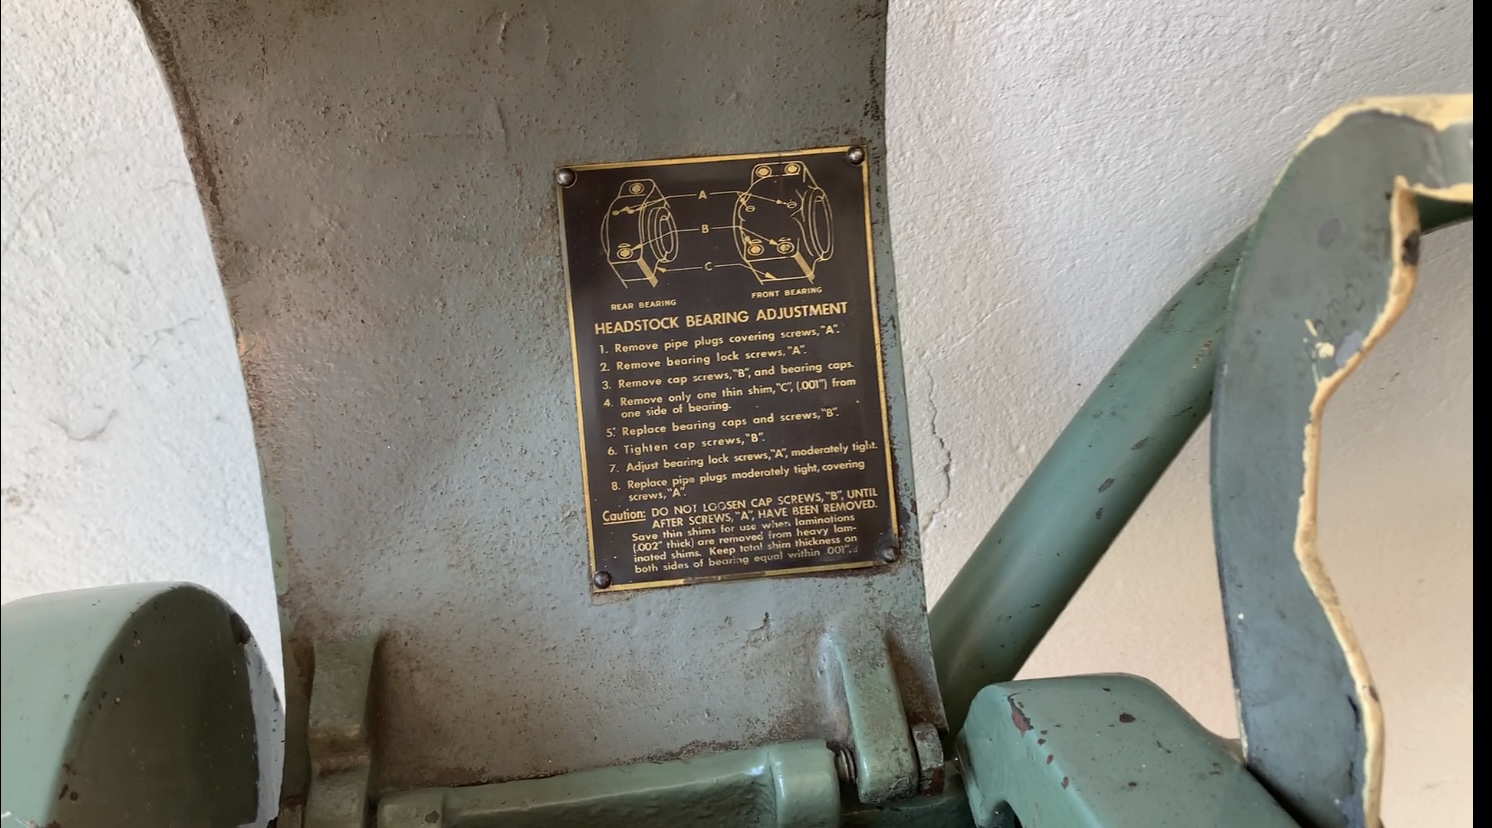 A
B
C
REAR BEARING
FRONT BEARING
HEADSTOCK BEARING ADJUSTMENT
1. Remove pipe plugs covering screws, "A".
2. Remove bearing lock screws, "A".
3. Remove cap screws, "B", and bearing caps.
4. Remove only one thin shim, "C", (.001") from
one side of bearing.
5. Replace bearing caps and screws, "B".
6. Tighten cap screws, "B".
7. Adjust bearing lock screws, "A", moderately tight.
8. Replace pipe plugs moderately tight, covering
screws, "A".
Caution: DO NOT LOOSEN CAP SCREWS, "B", UNTIL
AFTER SCREWS, "A", HAVE BEEN REMOVED.
Save thin shims for use when laminations
(.002" thick) are removed from heavy lam-
inated shims. Keep total shim thickness on
both sides of bearing equal within .001".